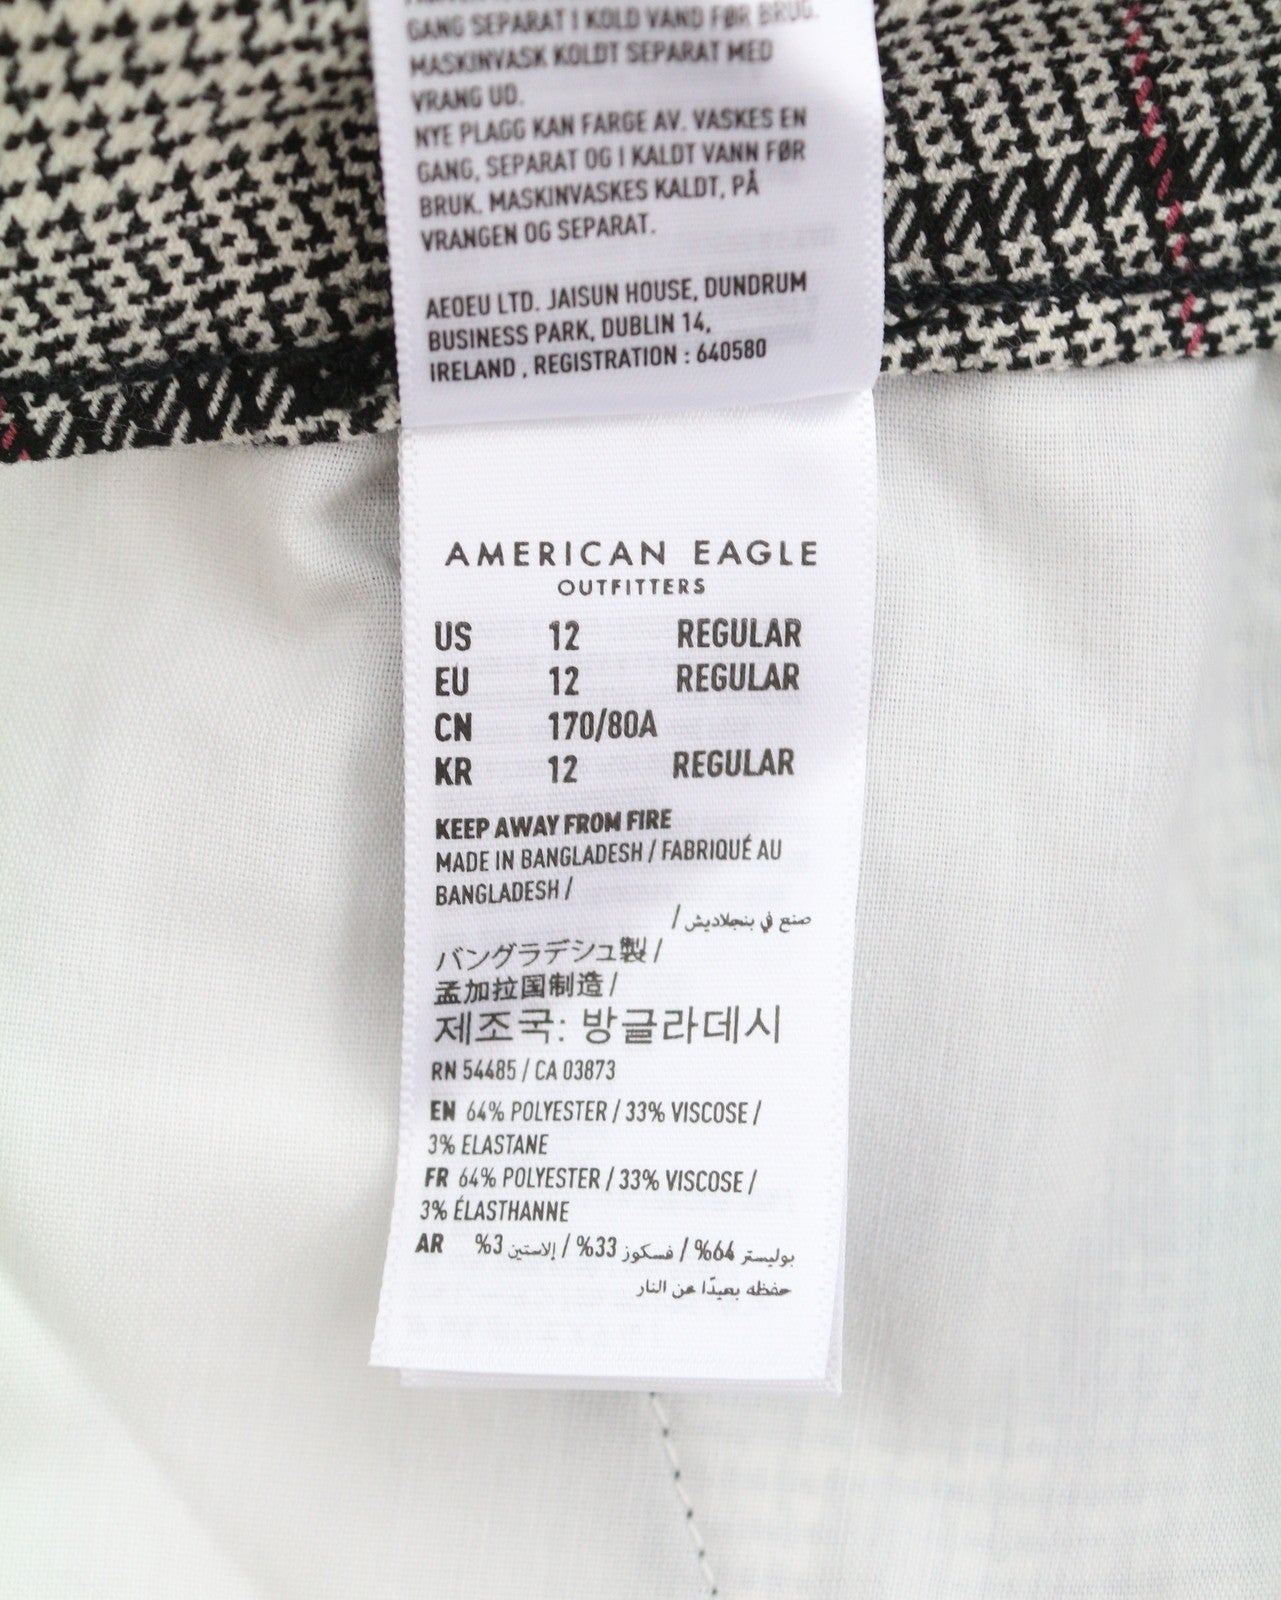 GANG SEPARAT I KOLD VAND FØR BRUG.
MASKINVASK KOLDT SEPARAT MED
VRANG UD.
NYE PLAGG KAN FARGE AV. VASKES EN
GANG, SEPARAT OG I KALDT VANN FØR
BRUK. MASKINVASKES KALDT, PÅ
VRANGEN OG SEPARAT.
AEOEU LTD. JAISUN HOUSE, DUNDRUM
BUSINESS PARK, DUBLIN 14,
IRELAND , REGISTRATION : 640580
AMERICAN EAGLE
OUTFITTERS
US 12 REGULAR
EU 12 REGULAR
CN 170/80A
KR 12 REGULAR
KEEP AWAY FROM FIRE
MADE IN BANGLADESH / FABRIQUÉ AU
BANGLADESH /
صنع في بنجلاديش /
バングラデシュ製 /
孟加拉国制造 /
제조국: 방글라데시
RN 54485 / CA 03873
EN 64% POLYESTER / 33% VISCOSE /
3% ELASTANE
FR 64% POLYESTER / 33% VISCOSE /
3% ÉLASTHANNE
AR بوليستر 64% / فسكوز 33% / إلاستين 3%
حفظه بعيدًا عن النار